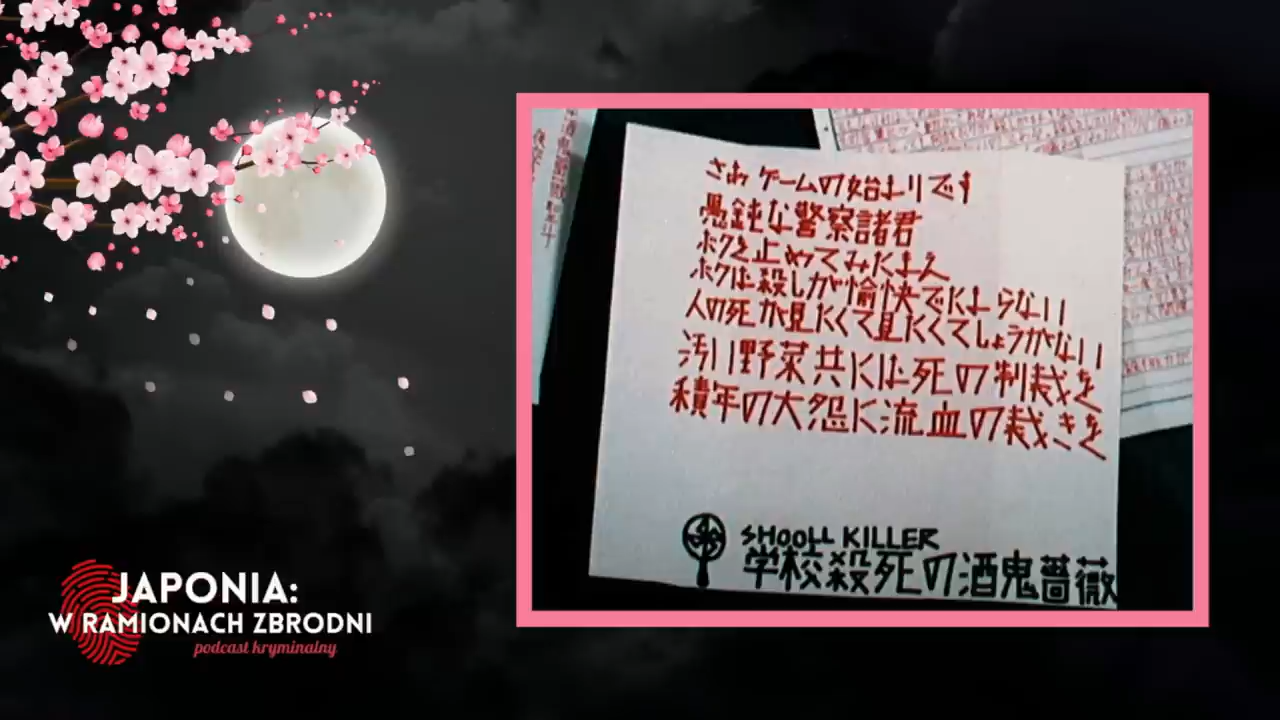 さあ ゲームの始まりです
愚鈍な警察諸君
ボクを止めてみたまえ
ボクは殺しが愉快でたまらない
人の死が見たくて見たくてしょうがない
汚い野菜共には死の制裁を
積年の大怨に流血の裁きを
SHOOLL KILLER
学校殺死の酒鬼薔薇
JAPONIA:
W RAMIONACH ZBRODNI
podcast kryminalny